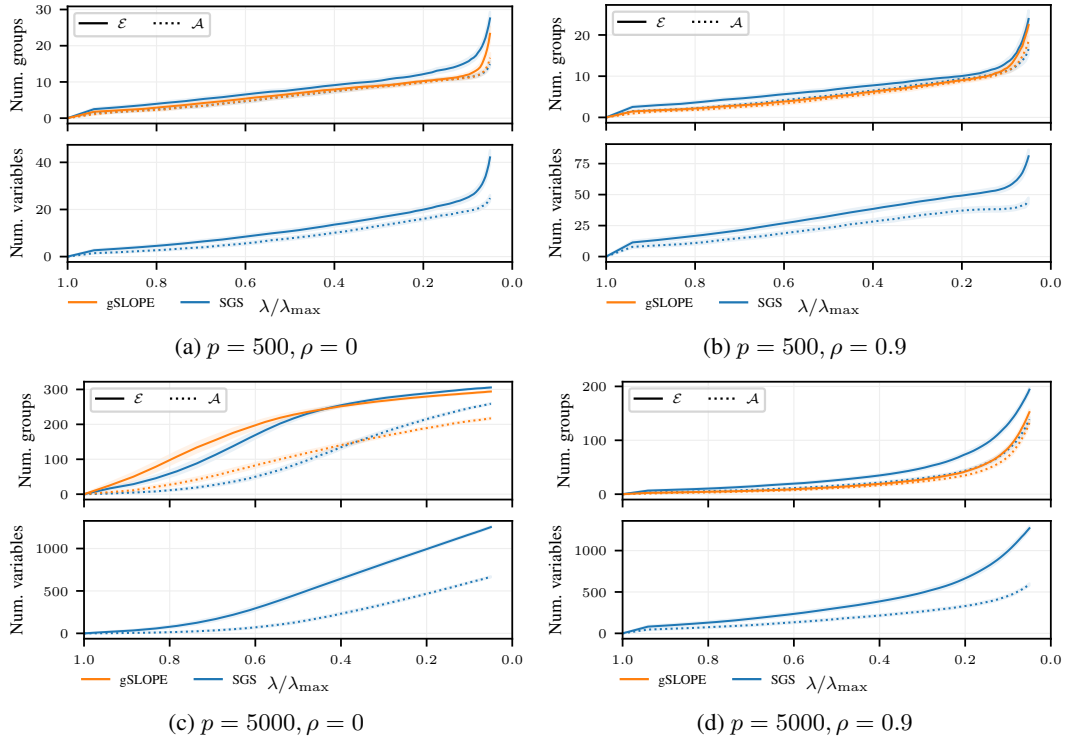 Num. groups
30
20
10
0
ℰ 𝒜
Num. variables
40
20
0
1.0 0.8 0.6 0.4 0.2 0.0
gSLOPE SGS λ/λmax
(a) p = 500, ρ = 0
Num. groups
20
10
0
ℰ 𝒜
Num. variables
75
50
25
0
1.0 0.8 0.6 0.4 0.2 0.0
gSLOPE SGS λ/λmax
(b) p = 500, ρ = 0.9
Num. groups
300
200
100
0
ℰ 𝒜
Num. variables
1000
500
0
1.0 0.8 0.6 0.4 0.2 0.0
gSLOPE SGS λ/λmax
(c) p = 5000, ρ = 0
Num. groups
200
100
0
ℰ 𝒜
Num. variables
1000
500
0
1.0 0.8 0.6 0.4 0.2 0.0
gSLOPE SGS λ/λmax
(d) p = 5000, ρ = 0.9